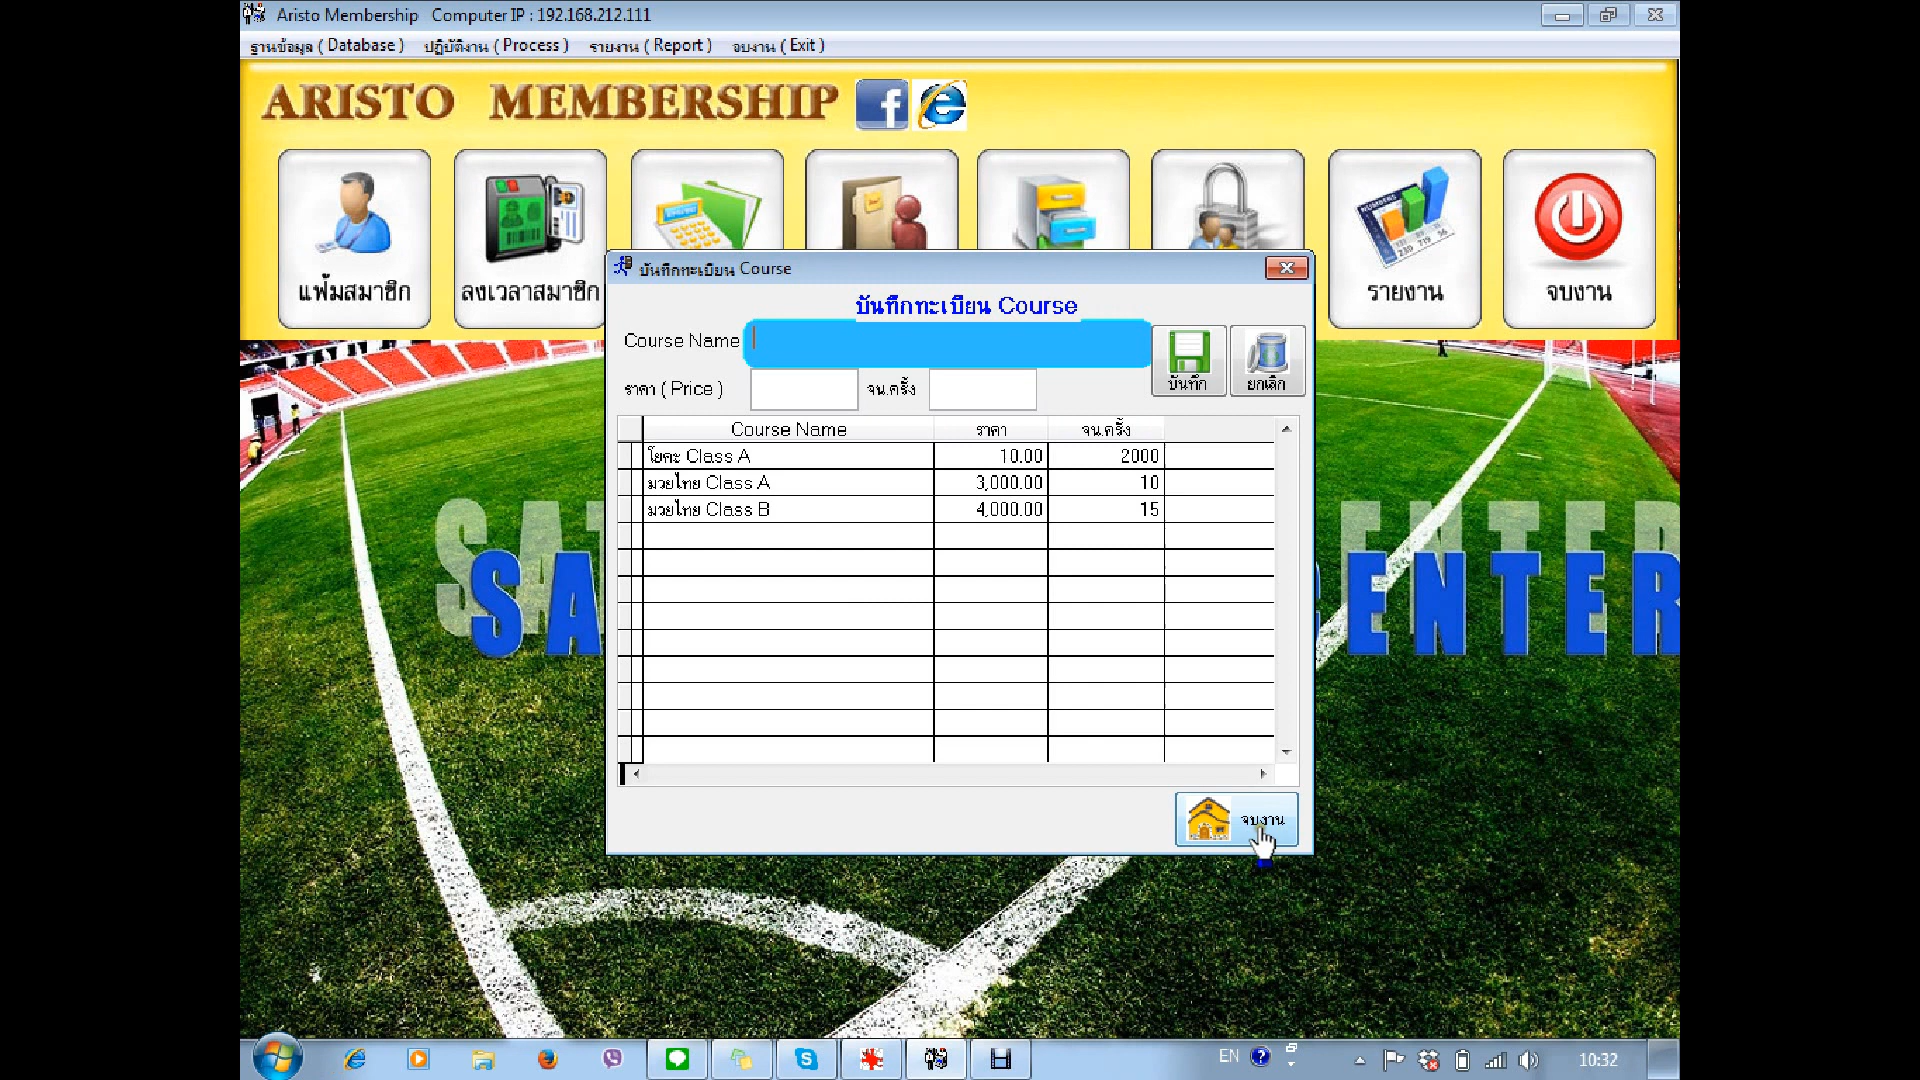 Aristo Membership   Computer IP : 192.168.212.111
ฐานข้อมูล ( Database )   ปฏิบัติงาน ( Process )   รายงาน ( Report )   จบงาน ( Exit )
ARISTO MEMBERSHIP
แฟ้มสมาชิก   ลงเวลาสมาชิก   รายงาน   จบงาน
บันทึกทะเบียน Course
บันทึกทะเบียน Course
Course Name
ราคา ( Price )   จน.ครั้ง
บันทึก   ยกเลิก
Course Name   ราคา   จน.ครั้ง
โยคะ Class A   10.00   2000
มวยไทย Class A   3,000.00   10
มวยไทย Class B   4,000.00   15
จบงาน
EN   10:32